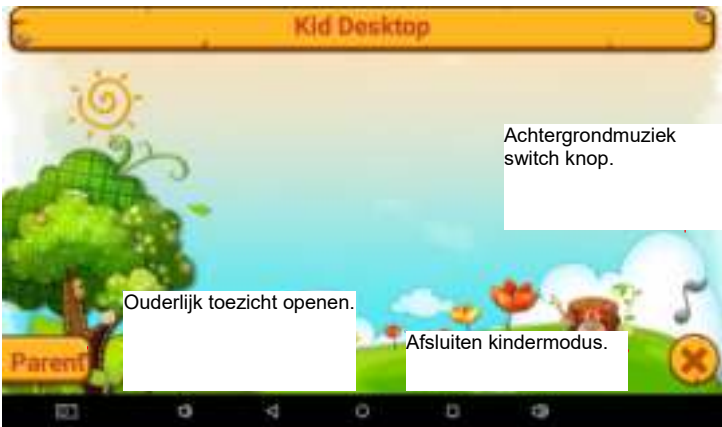 Kid Desktop
Achtergrondmuziek
switch knop.
Ouderlijk toezicht openen.
Afsluiten kindermodus.
Parent